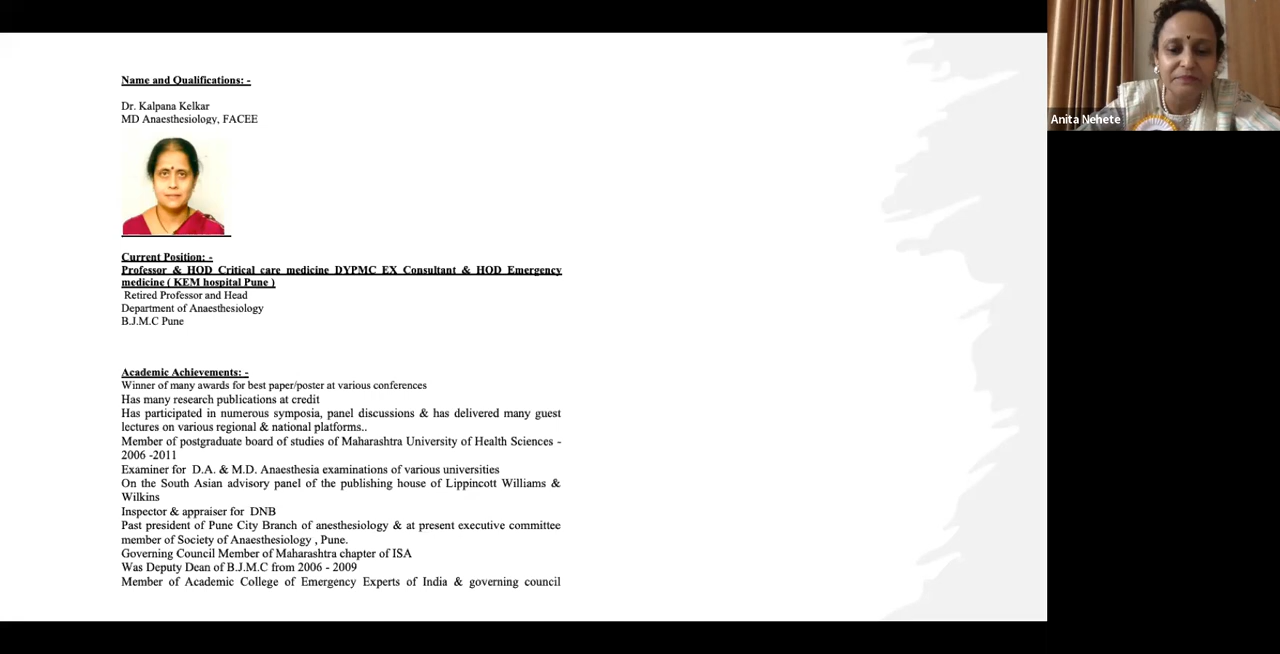 Name and Qualifications: -
Dr. Kalpana Kelkar
MD Anaesthesiology, FACEE
Current Position: -
Professor & HOD Critical care medicine DYPMC EX Consultant & HOD Emergency
medicine ( KEM hospital Pune )
Retired Professor and Head
Department of Anaesthesiology
B.J.M.C Pune
Academic Achievements: -
Winner of many awards for best paper/poster at various conferences
Has many research publications at credit
Has participated in numerous symposia, panel discussions & has delivered many guest
lectures on various regional & national platforms..
Member of postgraduate board of studies of Maharashtra University of Health Sciences -
2006 -2011
Examiner for D.A. & M.D. Anaesthesia examinations of various universities
On the South Asian advisory panel of the publishing house of Lippincott Williams &
Wilkins
Inspector & appraiser for DNB
Past president of Pune City Branch of anesthesiology & at present executive committee
member of Society of Anaesthesiology , Pune.
Governing Council Member of Maharashtra chapter of ISA
Was Deputy Dean of B.J.M.C from 2006 - 2009
Member of Academic College of Emergency Experts of India & governing council
Anita Nehete